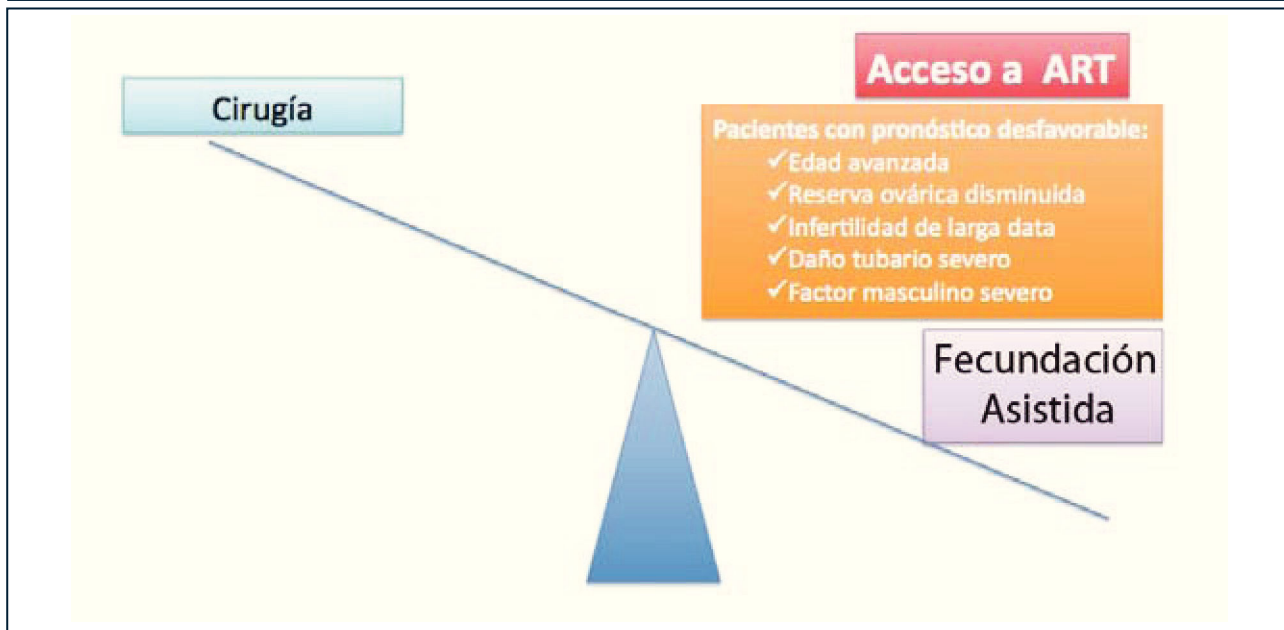 Cirugía
Acceso a ART
Pacientes con pronóstico desfavorable:
✓Edad avanzada
✓Reserva ovárica disminuida
✓Infertilidad de larga data
✓Daño tubario severo
✓Factor masculino severo
Fecundación
Asistida